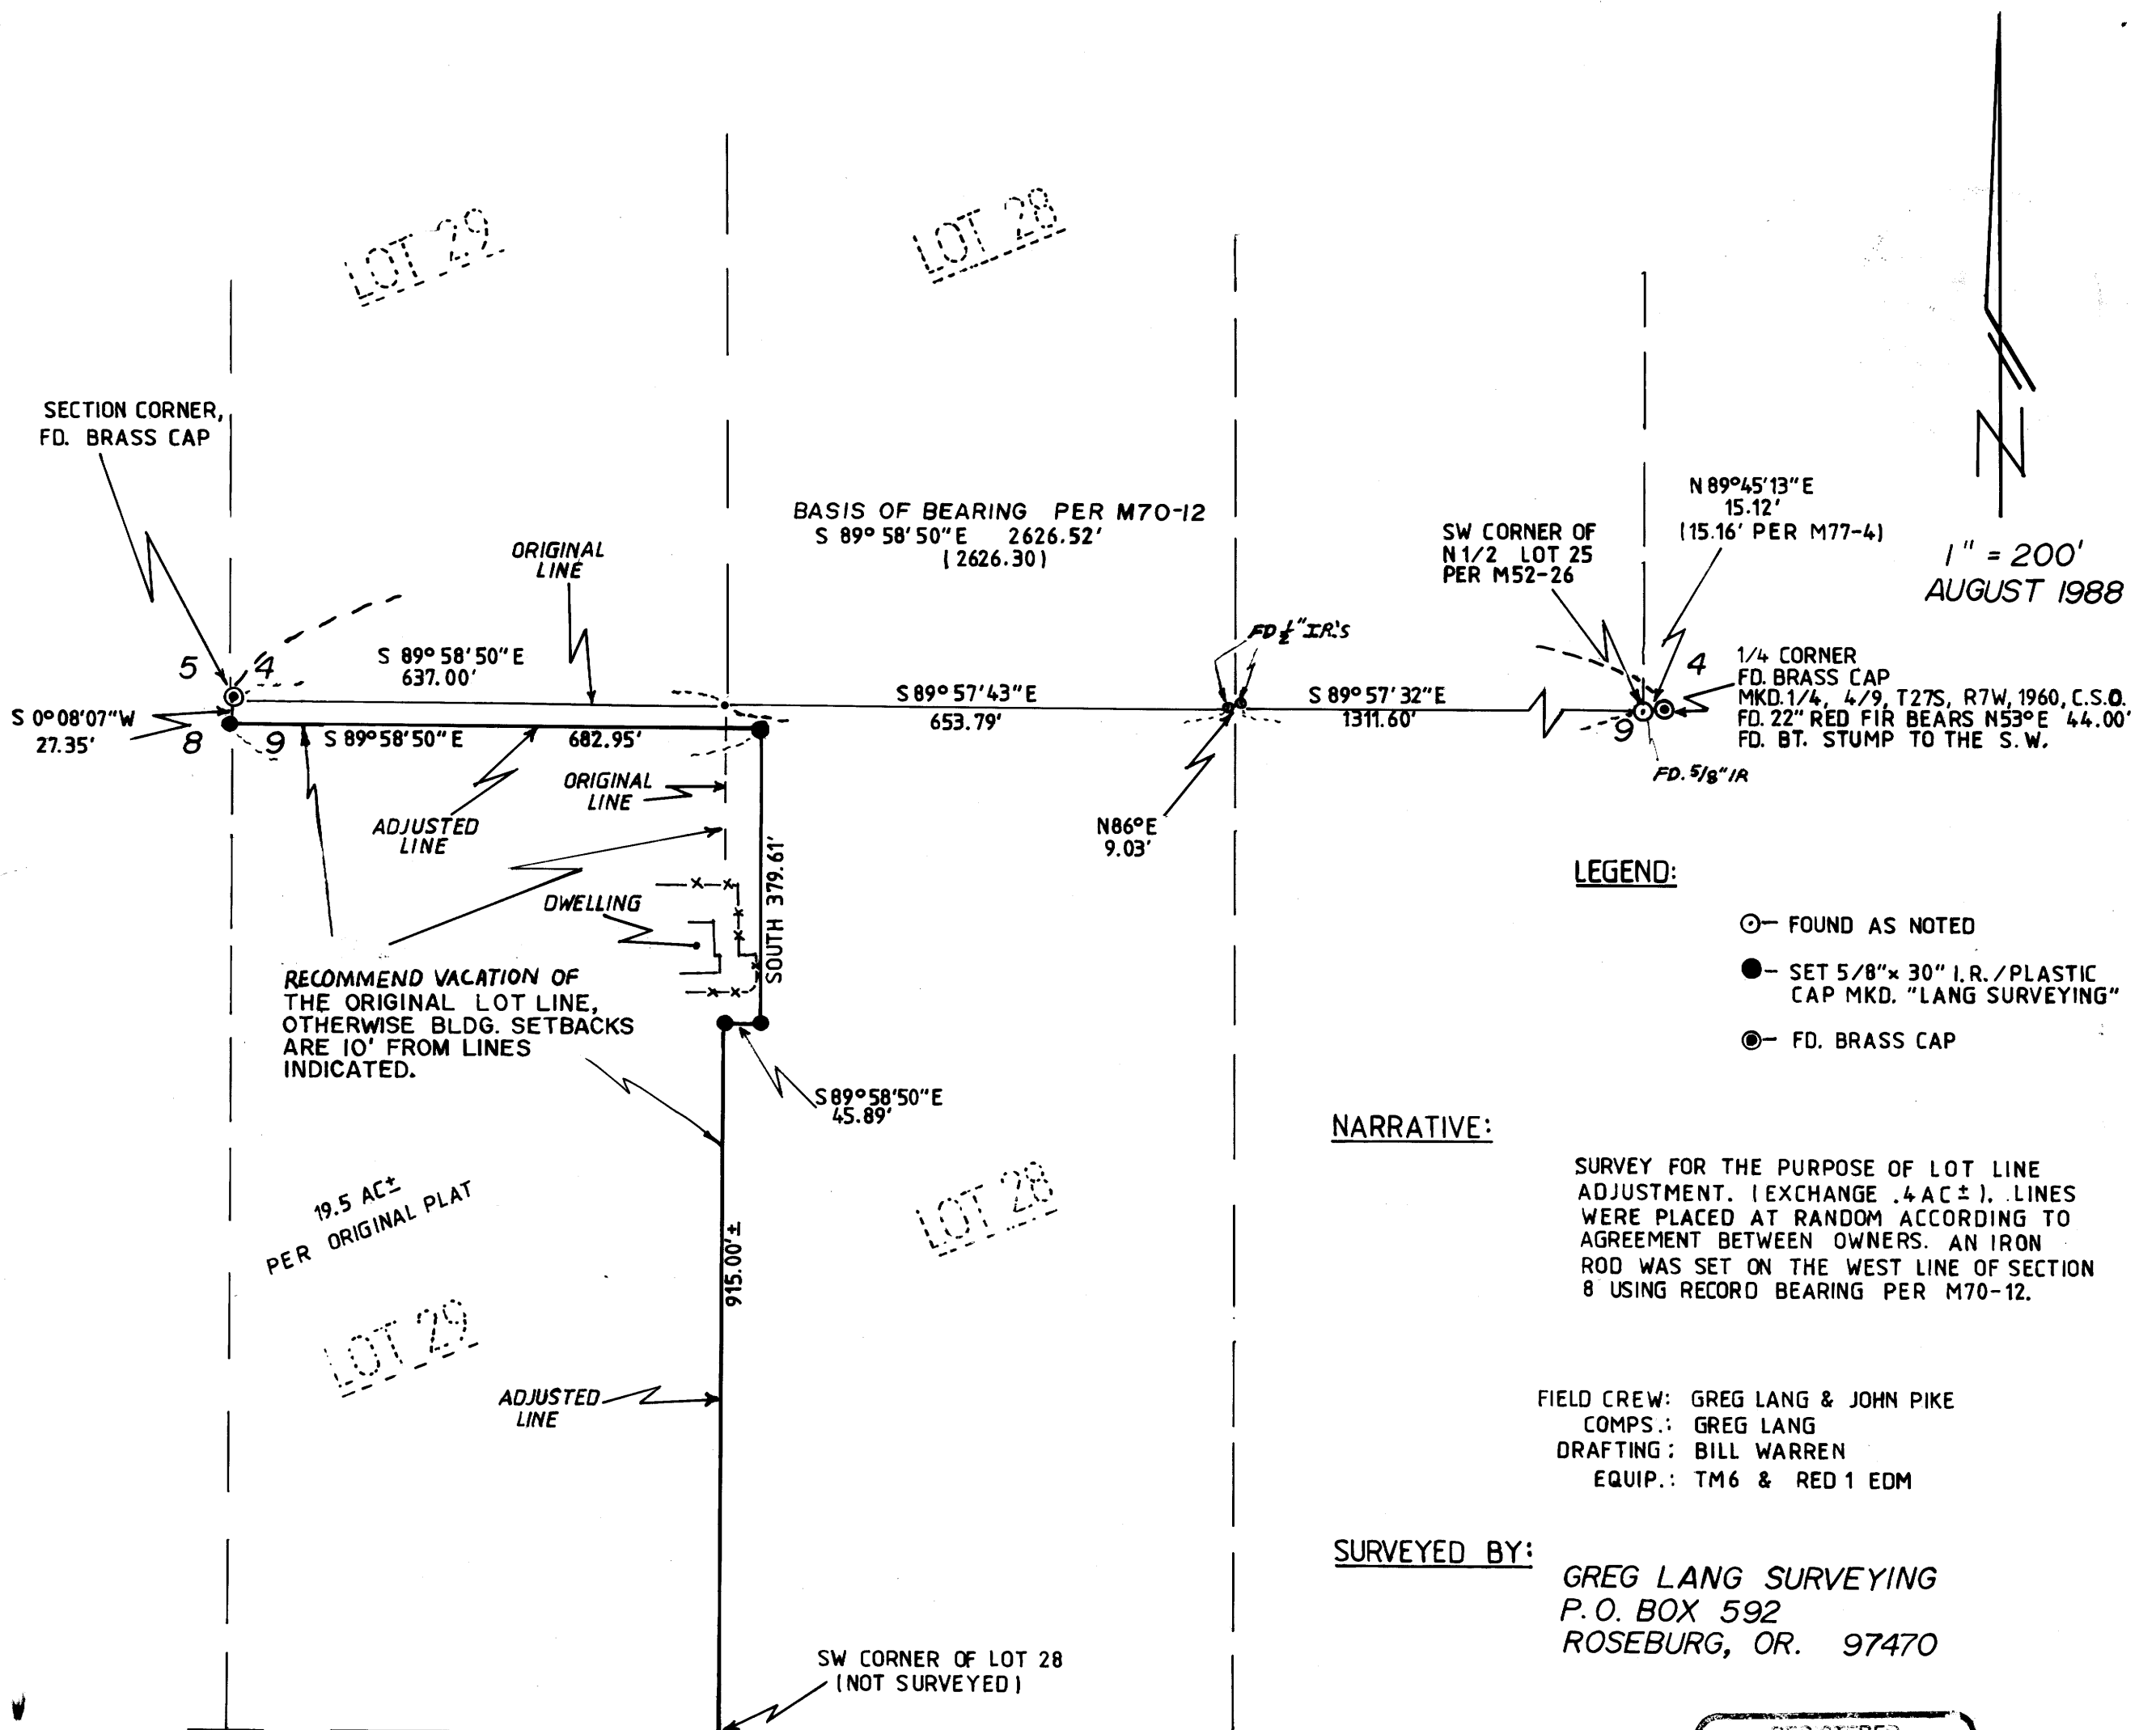 LOT 29
LOT 28
SECTION CORNER,
FD. BRASS CAP
ORIGINAL
LINE
BASIS OF BEARING PER M70-12
S 89° 58' 50" E 2626.52'
(2626.30)
SW CORNER OF
N 1/2 LOT 25
PER M52-26
N 89°45'13" E
15.12'
(15.16' PER M77-4)
N
1" = 200'
AUGUST 1988
5 4
S 89° 58' 50" E
637.00'
S 0° 08' 07" W
27.35'
8 9
S 89° 58' 50" E 682.95'
S 89° 57' 43" E
653.79'
FD ½" I.R.'S
S 89° 57' 32" E
1311.60'
4
9
1/4 CORNER
FD. BRASS CAP
MKD. 1/4, 4/9, T27S, R7W, 1960, C.S.O.
FD. 22" RED FIR BEARS N53°E 44.00'
FD. BT. STUMP TO THE S.W.
FD. 5/8" IR
ORIGINAL
LINE
ADJUSTED
LINE
N86°E
9.03'
DWELLING
SOUTH 379.61'
RECOMMEND VACATION OF
THE ORIGINAL LOT LINE,
OTHERWISE BLDG. SETBACKS
ARE 10' FROM LINES
INDICATED.
S 89° 58' 50" E
45.89'
LEGEND:
FOUND AS NOTED
SET 5/8" x 30" I.R./PLASTIC
CAP MKD. "LANG SURVEYING"
FD. BRASS CAP
19.5 AC±
PER ORIGINAL PLAT
LOT 28
LOT 29
915.00'±
ADJUSTED
LINE
NARRATIVE:
SURVEY FOR THE PURPOSE OF LOT LINE
ADJUSTMENT. (EXCHANGE .4 AC ±). LINES
WERE PLACED AT RANDOM ACCORDING TO
AGREEMENT BETWEEN OWNERS. AN IRON
ROD WAS SET ON THE WEST LINE OF SECTION
8 USING RECORD BEARING PER M70-12.
FIELD CREW: GREG LANG & JOHN PIKE
COMPS.: GREG LANG
DRAFTING: BILL WARREN
EQUIP.: TM6 & RED 1 EDM
SURVEYED BY:
GREG LANG SURVEYING
P.O. BOX 592
ROSEBURG, OR. 97470
SW CORNER OF LOT 28
(NOT SURVEYED)
REGISTERED